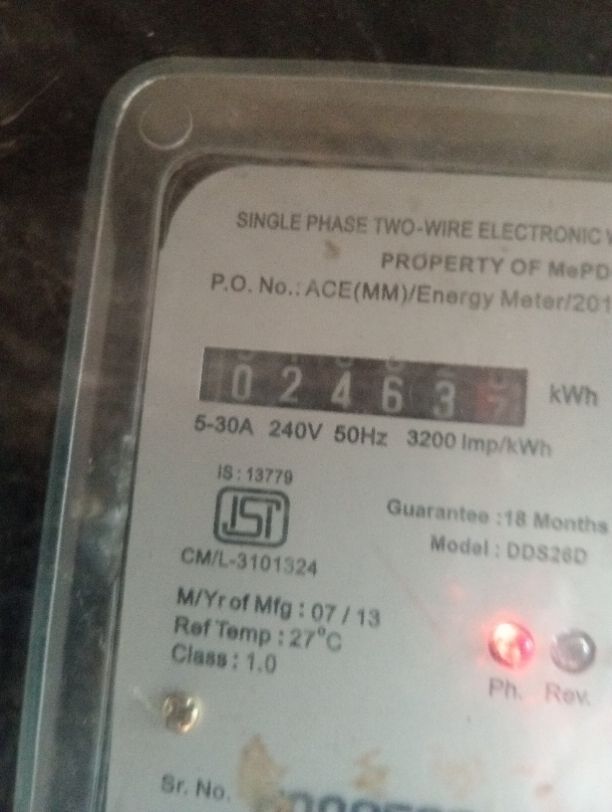 SINGLE PHASE TWO-WIRE ELECTRONIC
PROPERTY OF MePD
P.O. No.: ACE(MM)/Energy Meter/201
02463 kWh
5-30A 240V 50Hz 3200 Imp/kWh
IS : 13779
ISI
CM/L-3101324
Guarantee : 18 Months
Model : DDS26D
M/Yr of Mfg : 07 / 13
Ref Temp : 27°C
Class : 1.0
Ph. Rev.
Sr. No.